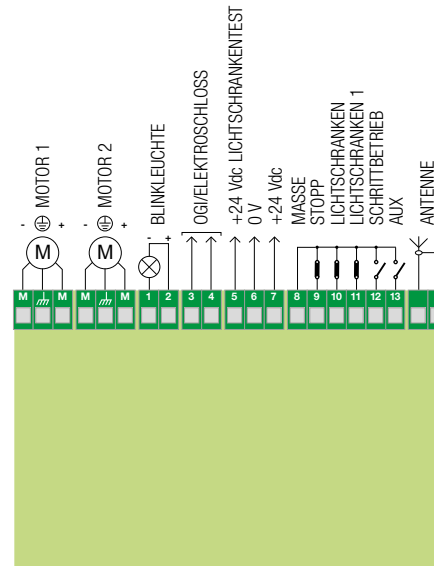 - MOTOR 1 +
- MOTOR 2 +
BLINKLEUCHTE
- +
OGI/ELEKTROSCHLOSS
+24 Vdc LICHTSCHRANKENTEST
0 V
+24 Vdc
MASSE
STOPP
LICHTSCHRANKEN
LICHTSCHRANKEN 1
SCHRITTBETRIEB
AUX
ANTENNE
M
M
M M M M 1 2 3 4 5 6 7 8 9 10 11 12 13